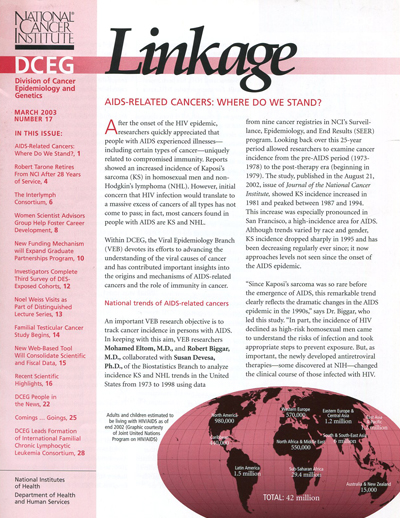 NATIONAL
CANCER
INSTITUTE
DCEG
Division of Cancer
Epidemiology and
Genetics
MARCH 2003
NUMBER 17
IN THIS ISSUE:
AIDS-Related Cancers:
Where Do We Stand?, 1
Robert Tarone Retires
From NCI After 28 Years
of Service, 4
The Interlymph
Consortium, 6
Women Scientist Advisors
Group Help Foster Career
Development, 8
New Funding Mechanism
will Expand Graduate
Partnerships Program, 10
Investigators Complete
Third Survey of DES-
Exposed Cohorts, 12
Noel Weiss Visits as
Part of Distinguished
Lecture Series, 13
Familial Testicular Cancer
Study Begins, 14
New Web-Based Tool
Will Consolidate Scientific
and Fiscal Data, 15
Recent Scientific
Highlights, 16
DCEG People in
the News, 22
Comings ... Goings, 25
DCEG Leads Formation
of International Familial
Chronic Lymphocytic
Leukemia Consortium, 28
National Institutes
of Health
Department of Health
and Human Services
Linkage
AIDS-RELATED CANCERS: WHERE DO WE STAND?
After the onset of the HIV epidemic,
researchers quickly appreciated that
people with AIDS experienced illnesses—
including certain types of cancer—uniquely
related to compromised immunity. Reports
showed an increased incidence of Kaposi's
sarcoma (KS) in homosexual men and non-
Hodgkin's lymphoma (NHL). However, initial
concern that HIV infection would translate to
a massive excess of cancers of all types has not
come to pass; in fact, most cancers found in
people with AIDS are KS and NHL.
Within DCEG, the Viral Epidemiology Branch
(VEB) devotes its efforts to advancing the
understanding of the viral causes of cancer
and has contributed important insights into
the origins and mechanisms of AIDS-related
cancers and the role of immunity in cancer.
National trends of AIDS-related cancers
An important VEB research objective is to
track cancer incidence in persons with AIDS.
In keeping with this aim, VEB researchers
Mohamed Eltom, M.D., and Robert Biggar,
M.D., collaborated with Susan Devesa,
Ph.D., of the Biostatistics Branch to analyze
incidence KS and NHL trends in the United
States from 1973 to 1998 using data
from nine cancer registries in NCI's Surveil-
lance, Epidemiology, and End Results (SEER)
program. Looking back over this 25-year
period allowed researchers to examine cancer
incidence from the pre-AIDS period (1973-
1978) to the post-therapy era (beginning in
1979). The study, published in the August 21,
2002, issue of Journal of the National Cancer
Institute, showed KS incidence increased in
1981 and peaked between 1987 and 1994.
This increase was especially pronounced in
San Francisco, a high-incidence area for AIDS.
Although trends varied by race and gender,
KS incidence dropped sharply in 1995 and has
been decreasing regularly ever since; it now
approaches levels not seen since the onset of
the AIDS epidemic.
"Since Kaposi's sarcoma was so rare before
the emergence of AIDS, this remarkable trend
clearly reflects the dramatic changes in the AIDS
epidemic in the 1990s," says Dr. Biggar, who
led this study. "In part, the incidence of HIV
declined as high-risk homosexual men came
to understand the risks of infection and took
appropriate steps to prevent exposure. But, as
important, the newly developed antiretroviral
therapies—some discovered at NIH—changed
the clinical course of those infected with HIV.
Adults and children estimated to
be living with HIV/AIDS as of
end 2002 (Graphic courtesy
of Joint United Nations
Program on HIV/AIDS)
North America
980,000
Caribbean
440,000
Latin America
1.5 million
Western Europe
570,000
North Africa & Middle East
550,000
Sub-Saharan Africa
29.4 million
Eastern Europe &
Central Asia
1.2 million
East Asia
& Pacific
South & South-East Asia
6 million
Australia & New Zealand
15,000
TOTAL: 42 million